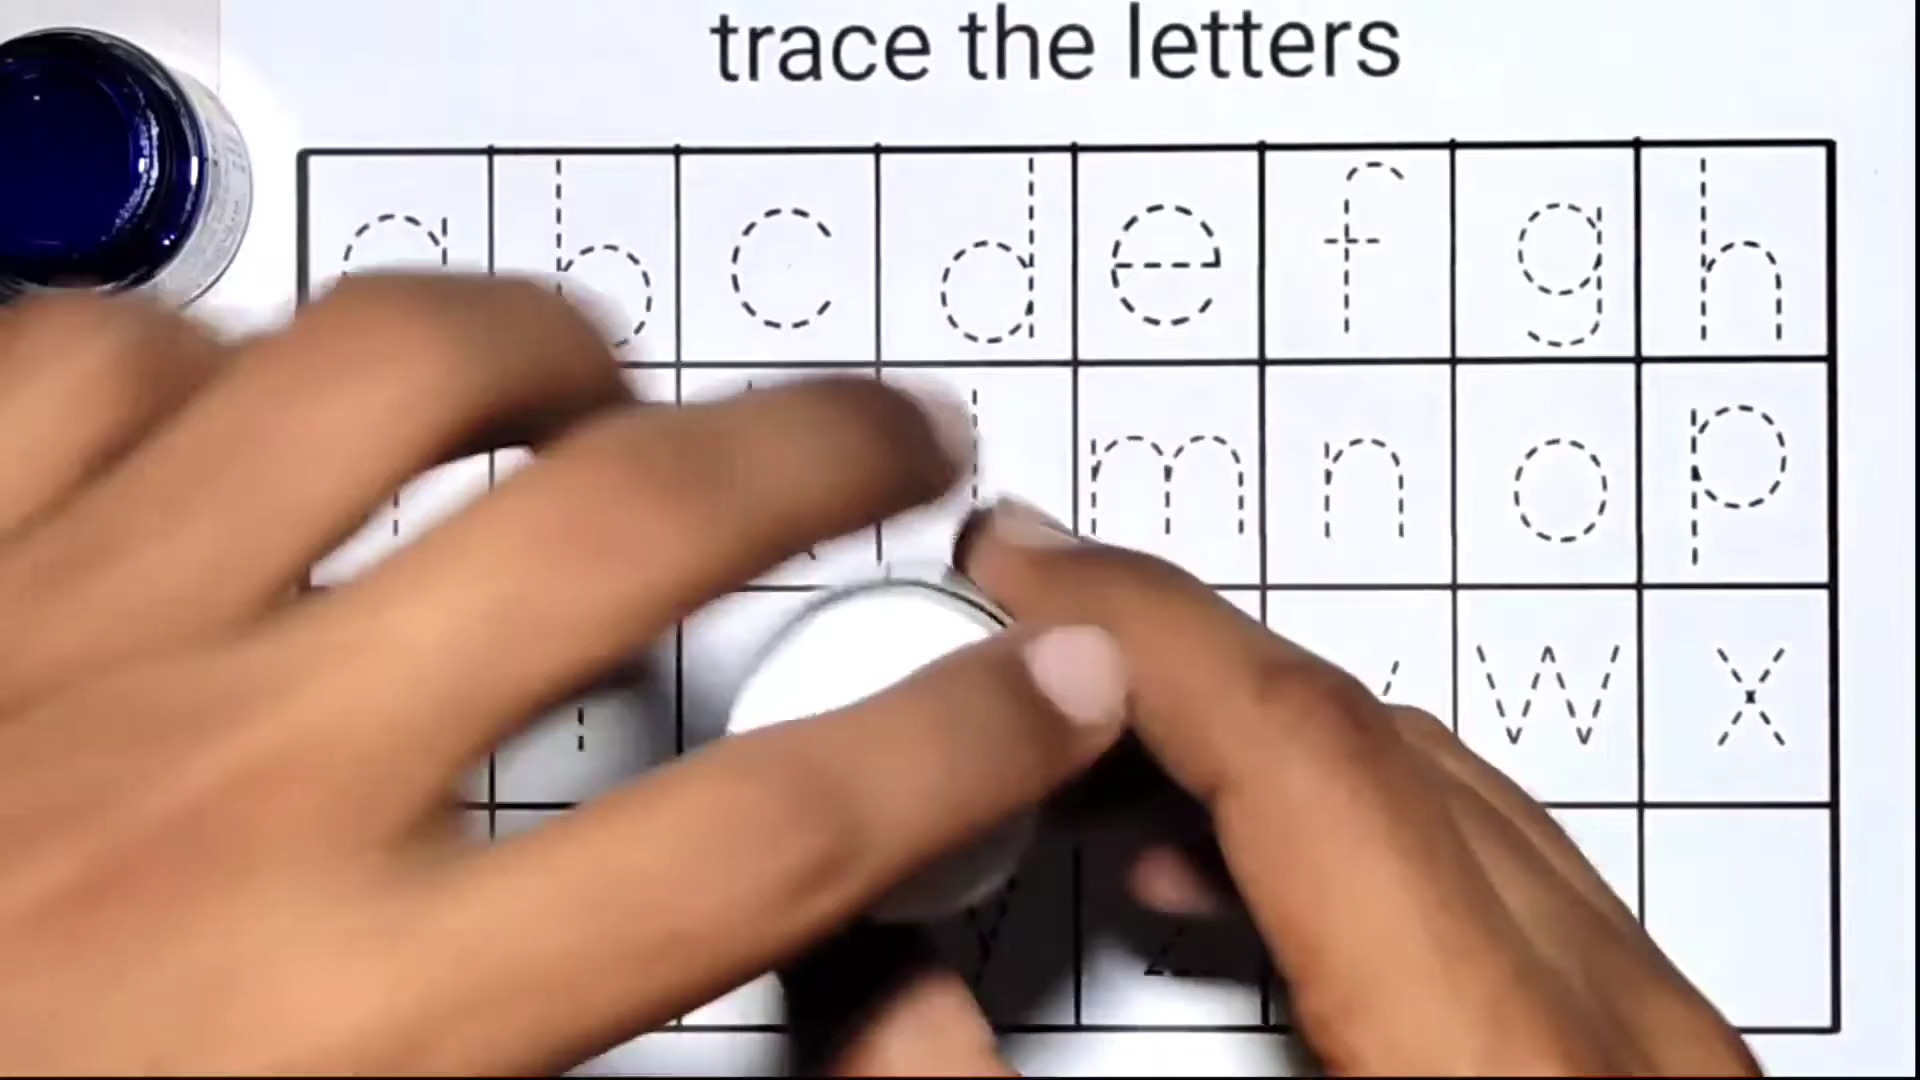 trace the letters
a b c d e f g h
l m n o p
w x
y z